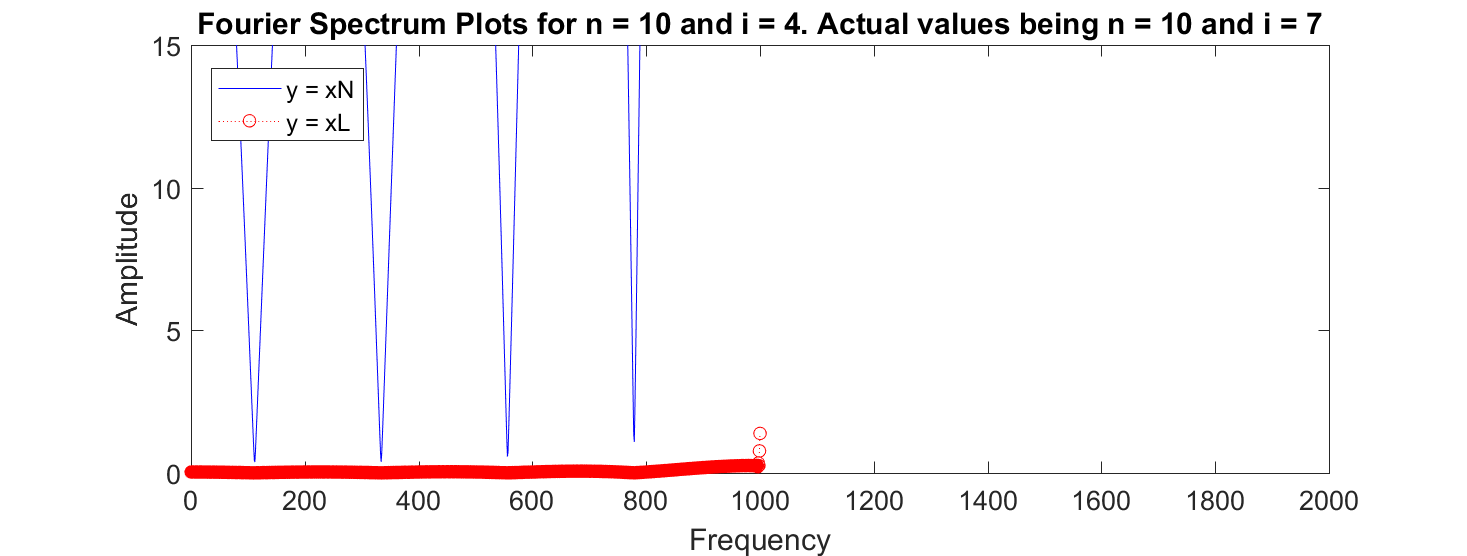 Fourier Spectrum Plots for n = 10 and i = 4. Actual values being n = 10 and i = 7
15
10
5
0
Amplitude
y = xN
y = xL
0 200 400 600 800 1000 1200 1400 1600 1800 2000
Frequency